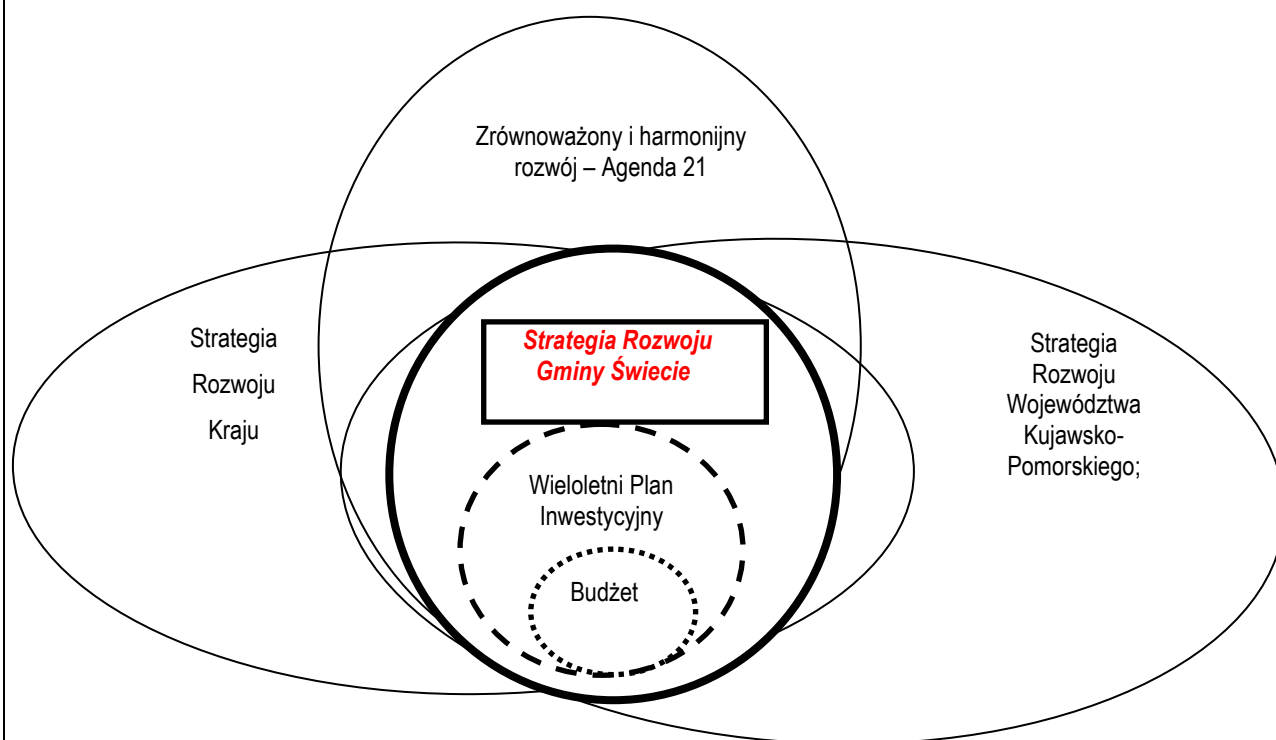 Zrównoważony i harmonijny
rozwój – Agenda 21
Strategia
Rozwoju
Kraju
Strategia Rozwoju
Gminy Świecie
Strategia
Rozwoju
Województwa
Kujawsko-
Pomorskiego;
Wieloletni Plan
Inwestycyjny
Budżet